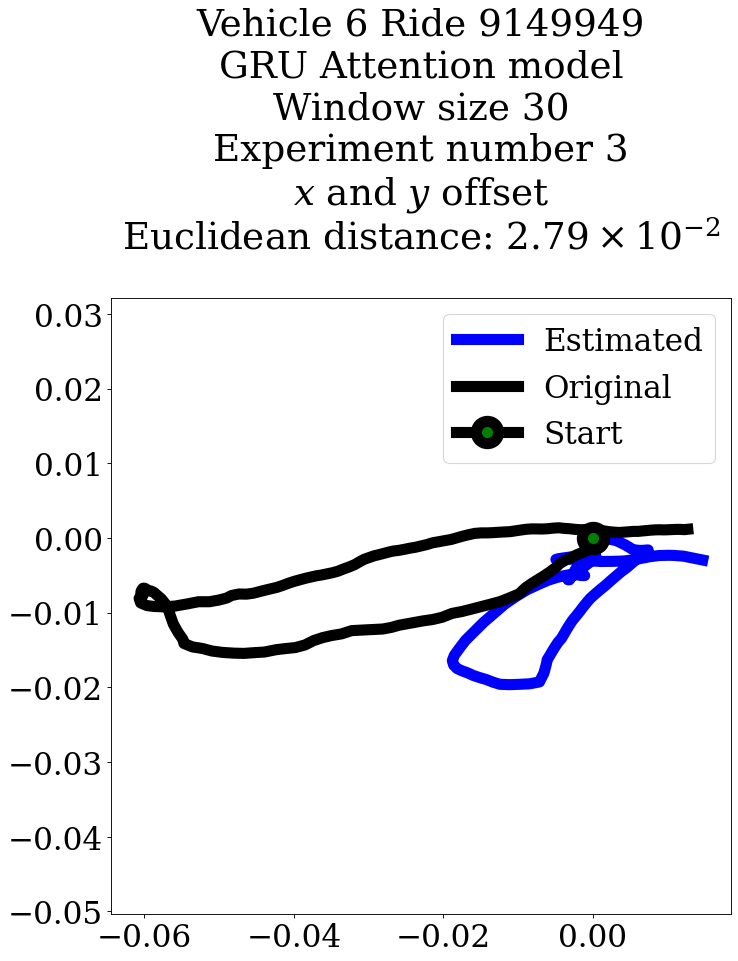 Vehicle 6 Ride 9149949
GRU Attention model
Window size 30
Experiment number 3
x and y offset
Euclidean distance: 2.79 × 10⁻²
Estimated
Original
Start
0.03
0.02
0.01
0.00
−0.01
−0.02
−0.03
−0.04
−0.05
−0.06 −0.04 −0.02 0.00